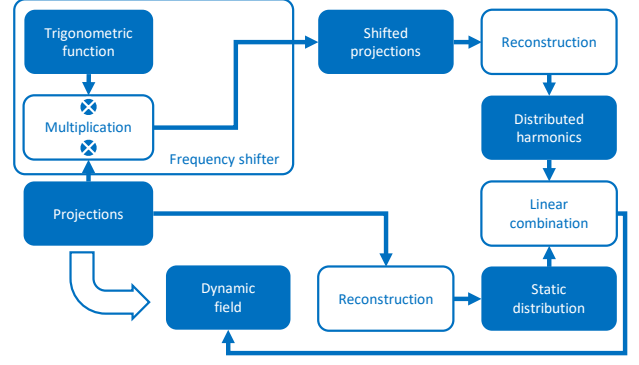 Trigonometric
function
Multiplication
Frequency shifter
Shifted
projections
Reconstruction
Distributed
harmonics
Linear
combination
Projections
Dynamic
field
Reconstruction
Static
distribution